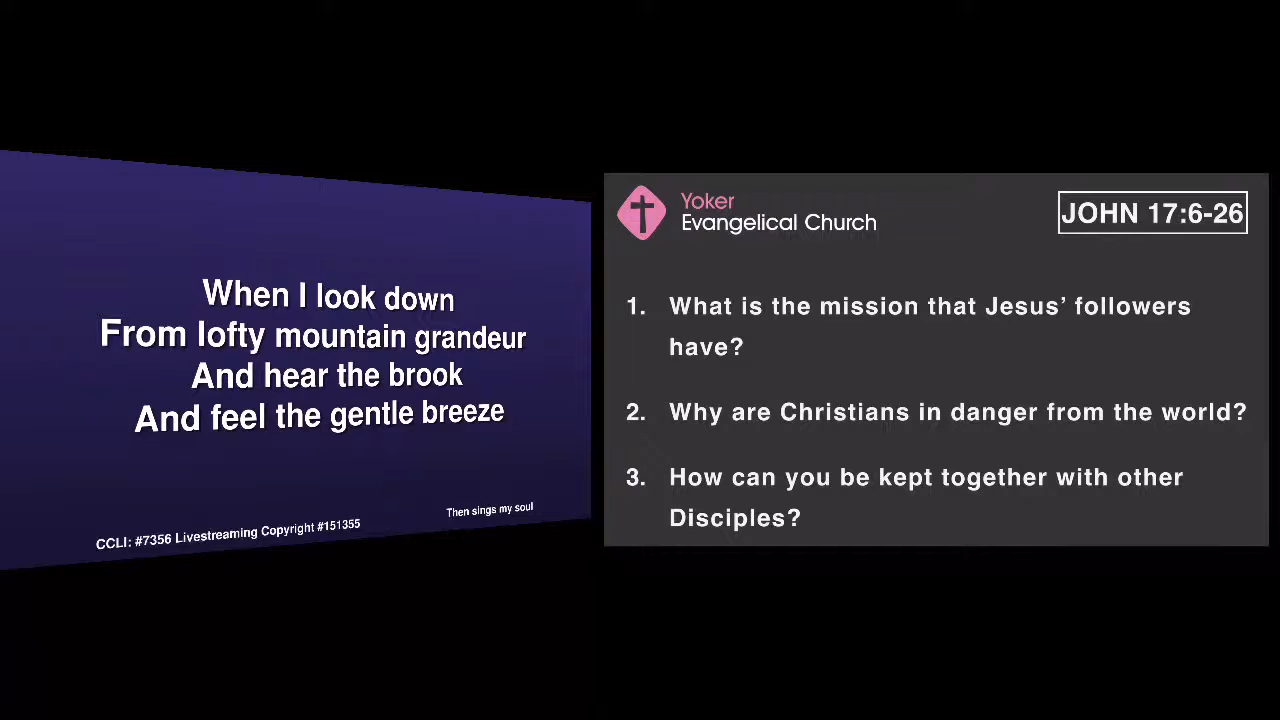 When I look down
From lofty mountain grandeur
And hear the brook
And feel the gentle breeze
Then sings my soul
CCLI: #7356 Livestreaming Copyright #151355
Yoker
Evangelical Church
JOHN 17:6-26
1. What is the mission that Jesus’ followers
have?
2. Why are Christians in danger from the world?
3. How can you be kept together with other
Disciples?